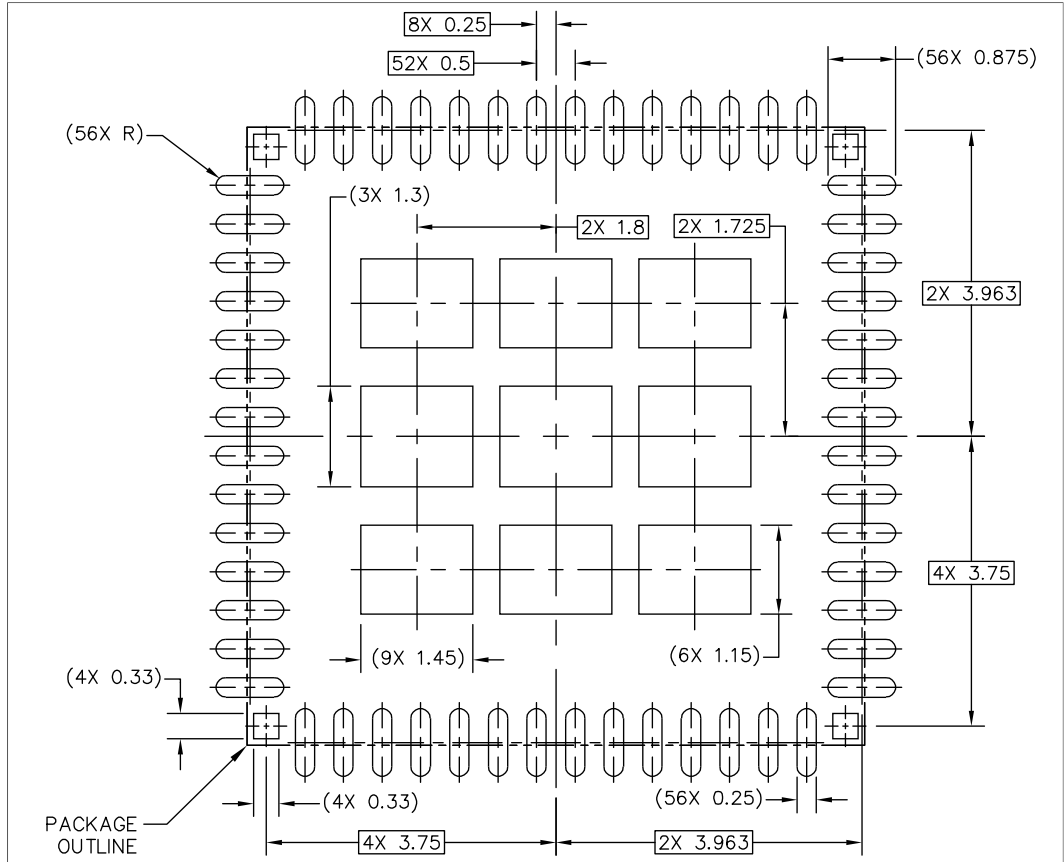 8X 0.25
52X 0.5
(56X 0.875)
(56X R)
(3X 1.3)
2X 1.8
2X 1.725
2X 3.963
4X 3.75
(9X 1.45)
(6X 1.15)
(4X 0.33)
(4X 0.33)
(56X 0.25)
PACKAGE
OUTLINE
4X 3.75
2X 3.963